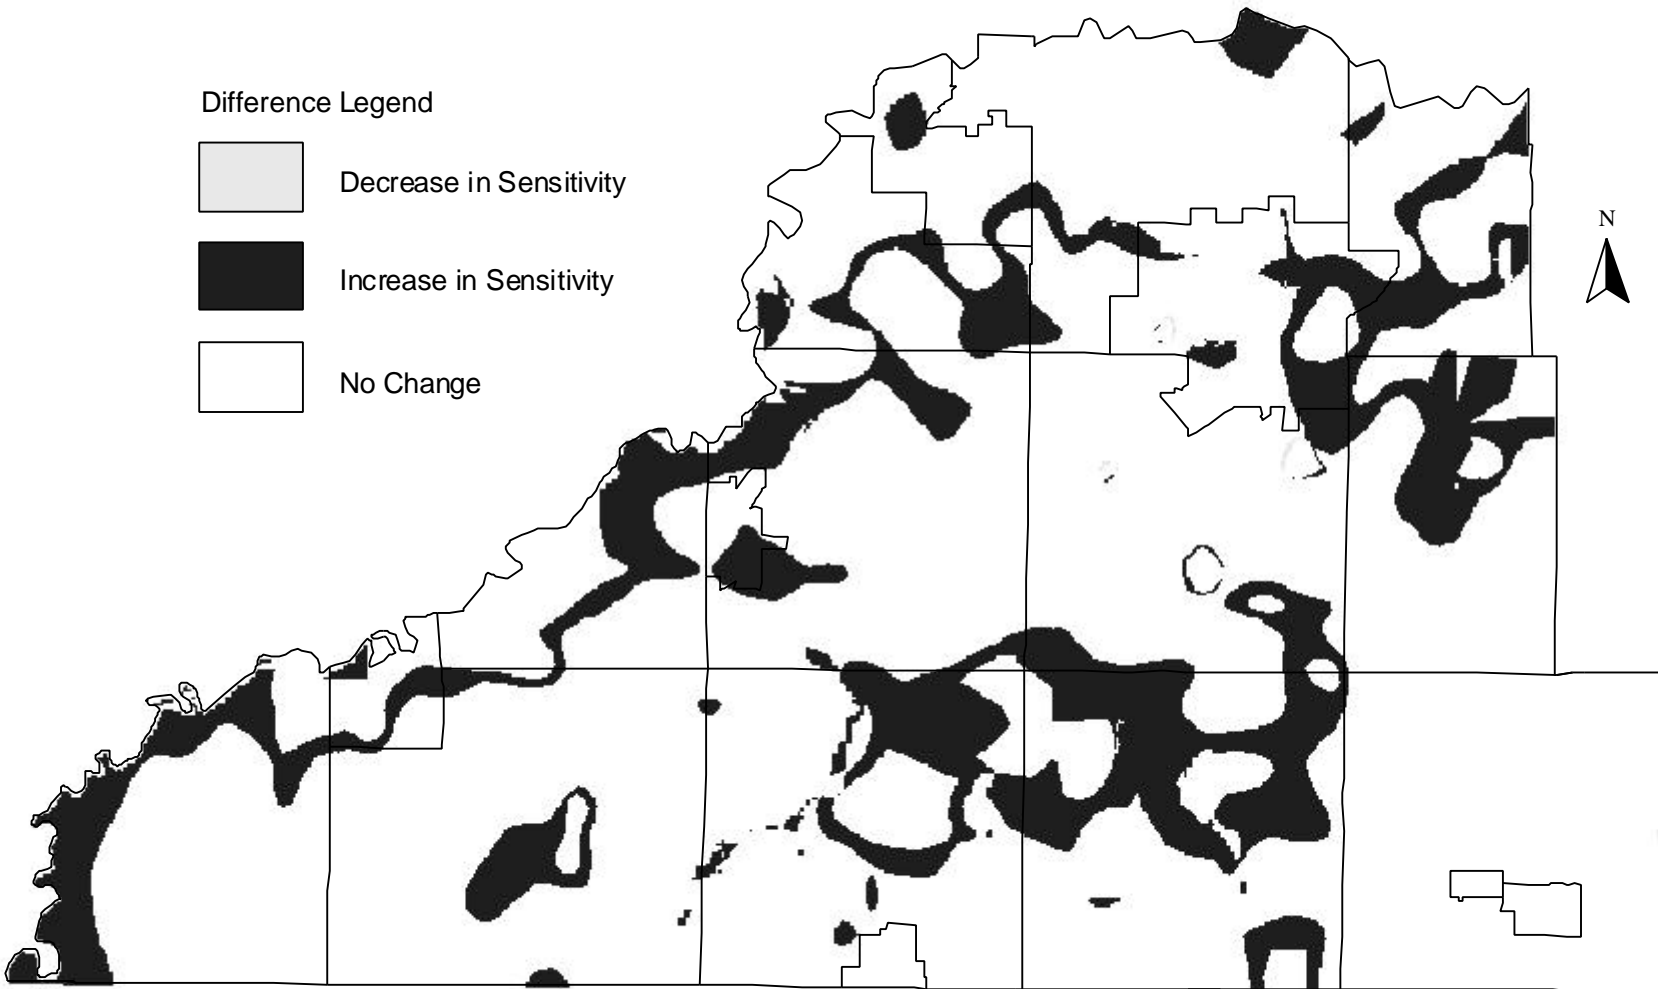 Difference Legend
Decrease in Sensitivity
Increase in Sensitivity
No Change
N